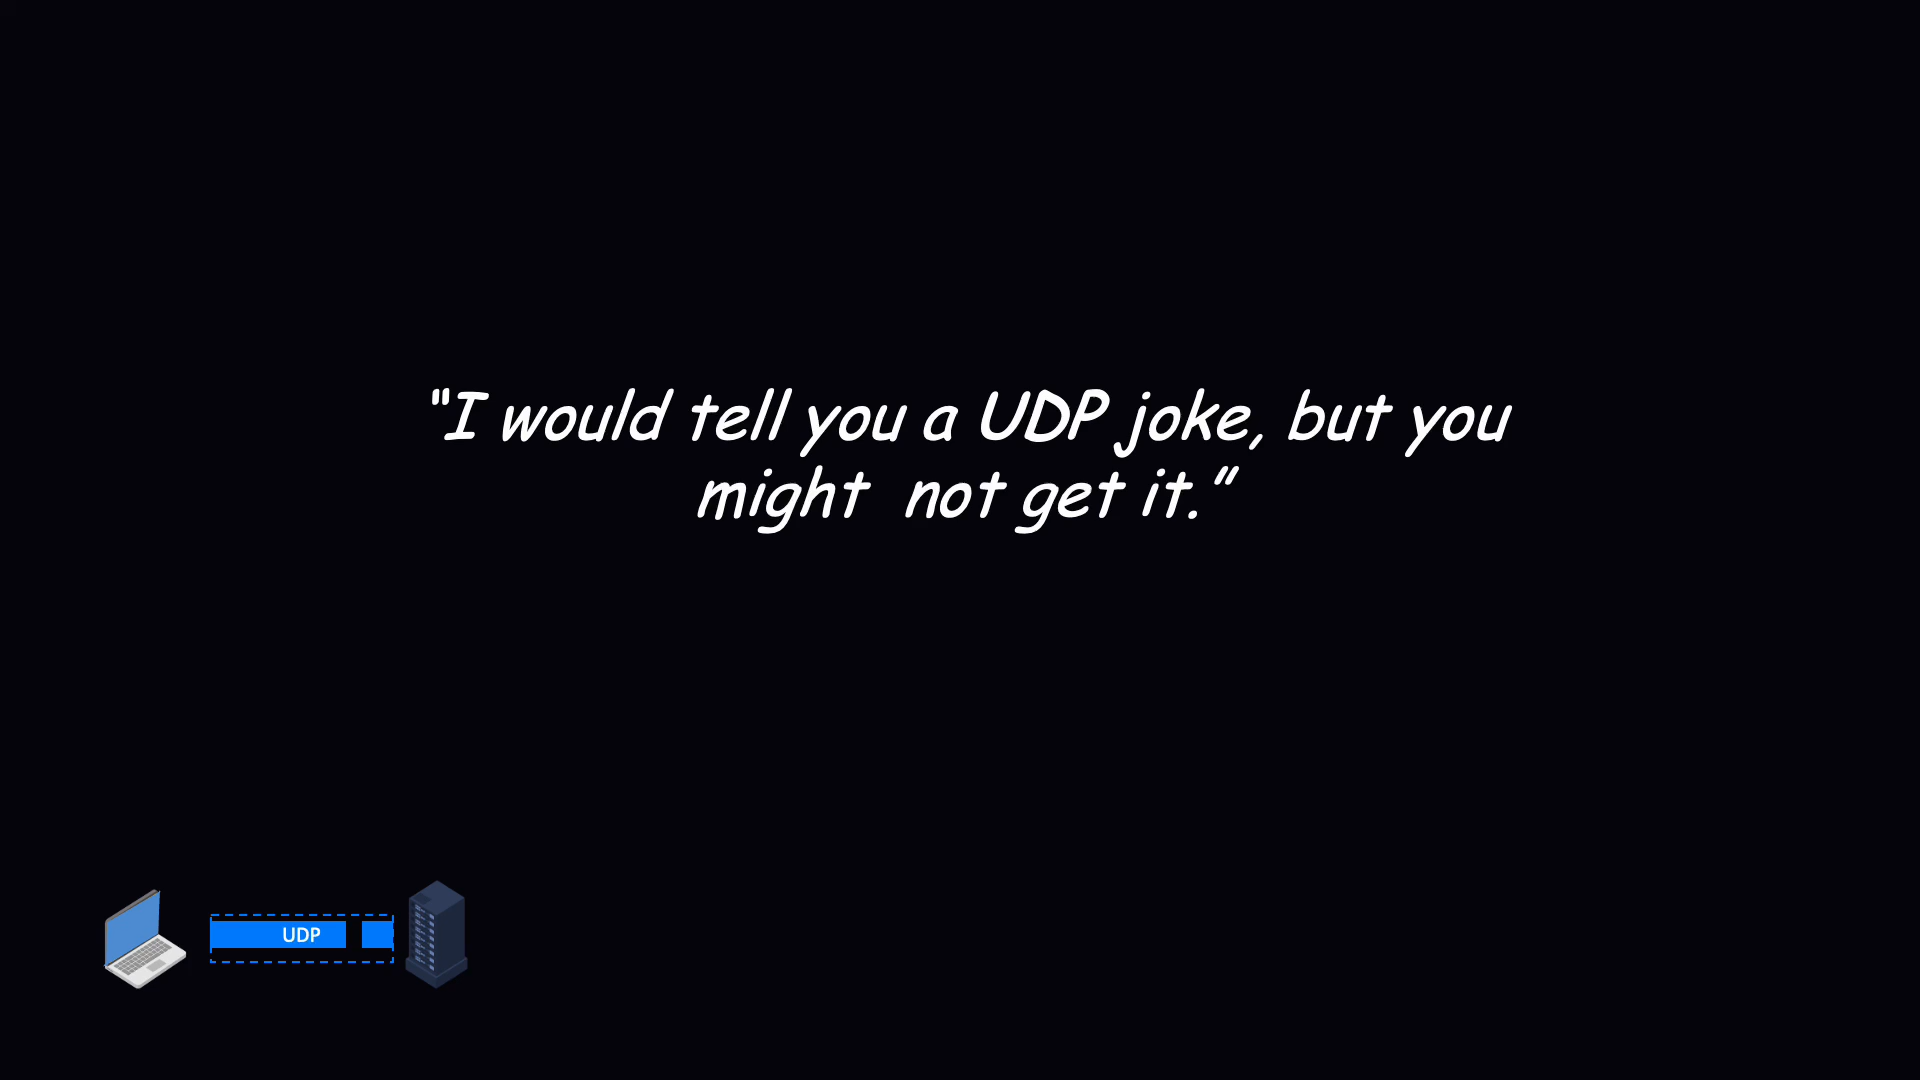 “I would tell you a UDP joke, but you
might  not get it.”
UDP